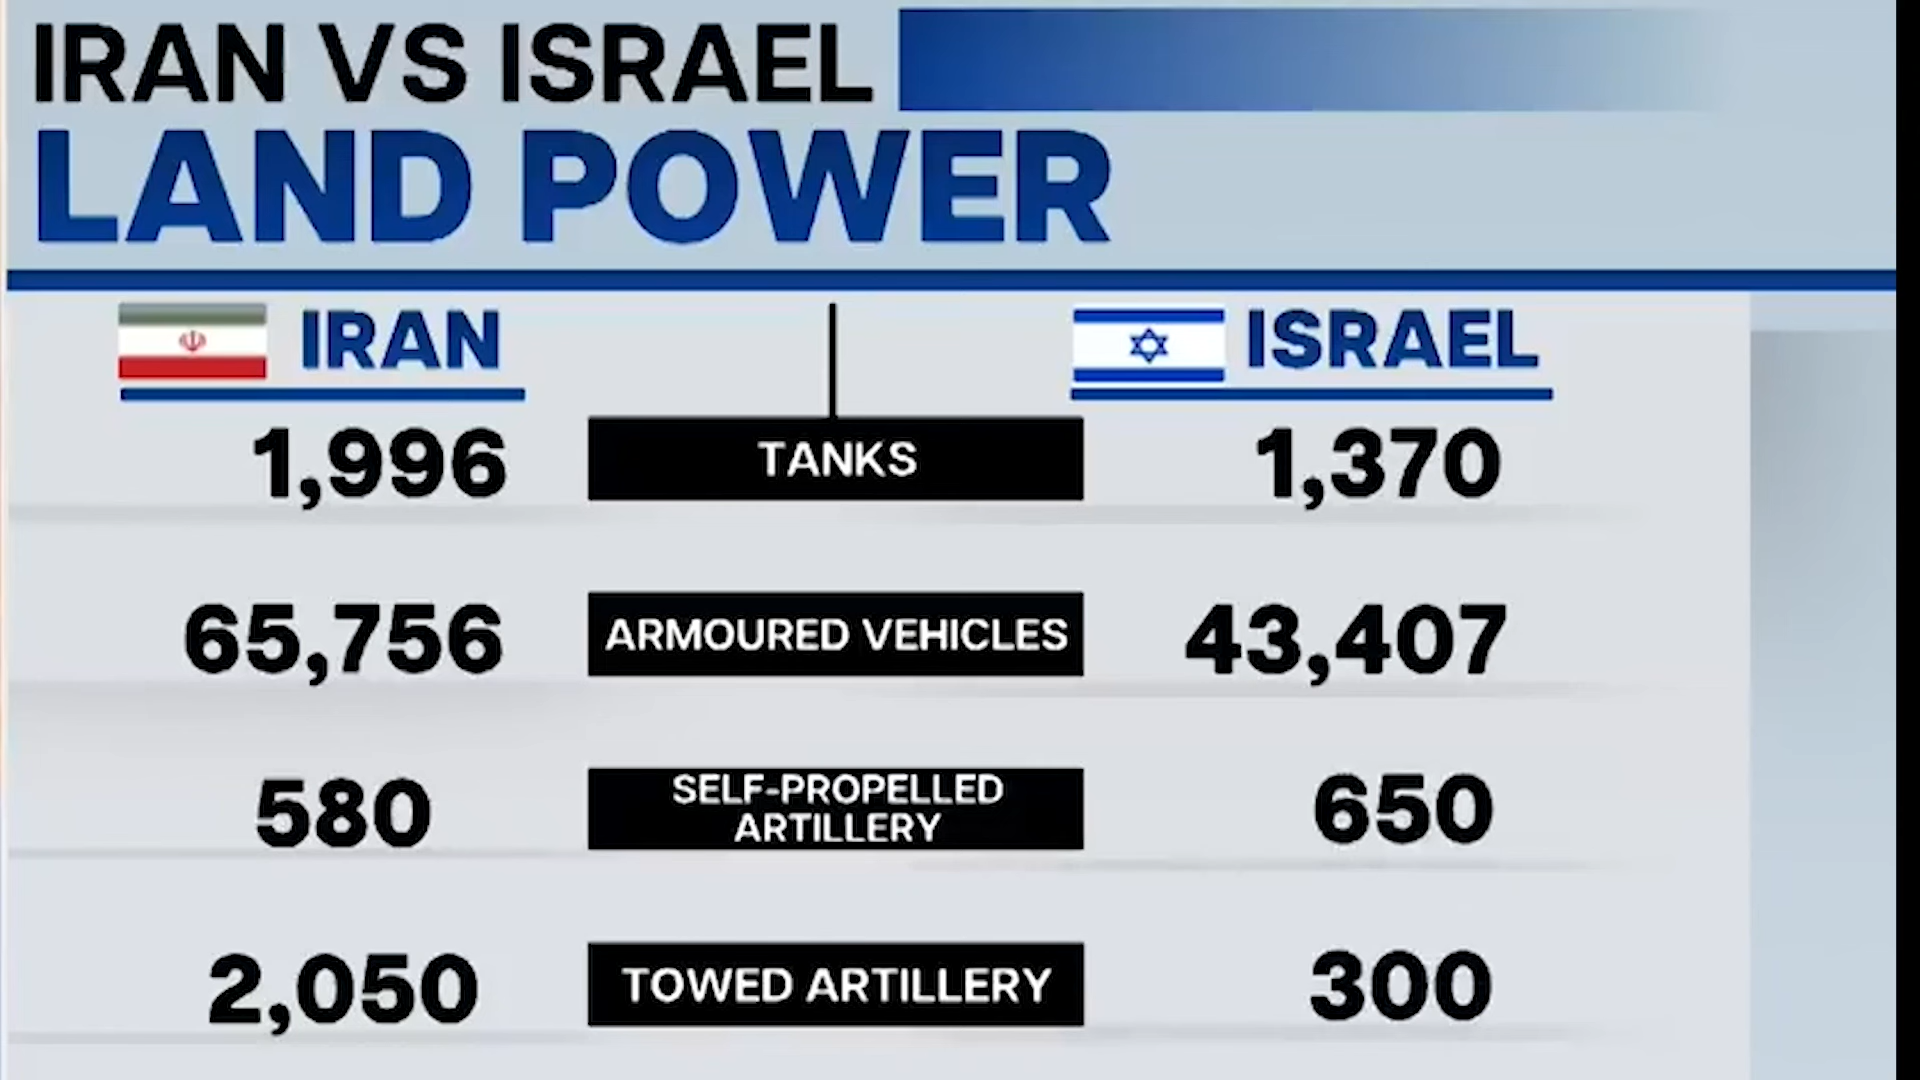 IRAN VS ISRAEL
LAND POWER
IRAN
ISRAEL
1,996 TANKS 1,370
65,756 ARMOURED VEHICLES 43,407
580 SELF-PROPELLED ARTILLERY 650
2,050 TOWED ARTILLERY 300